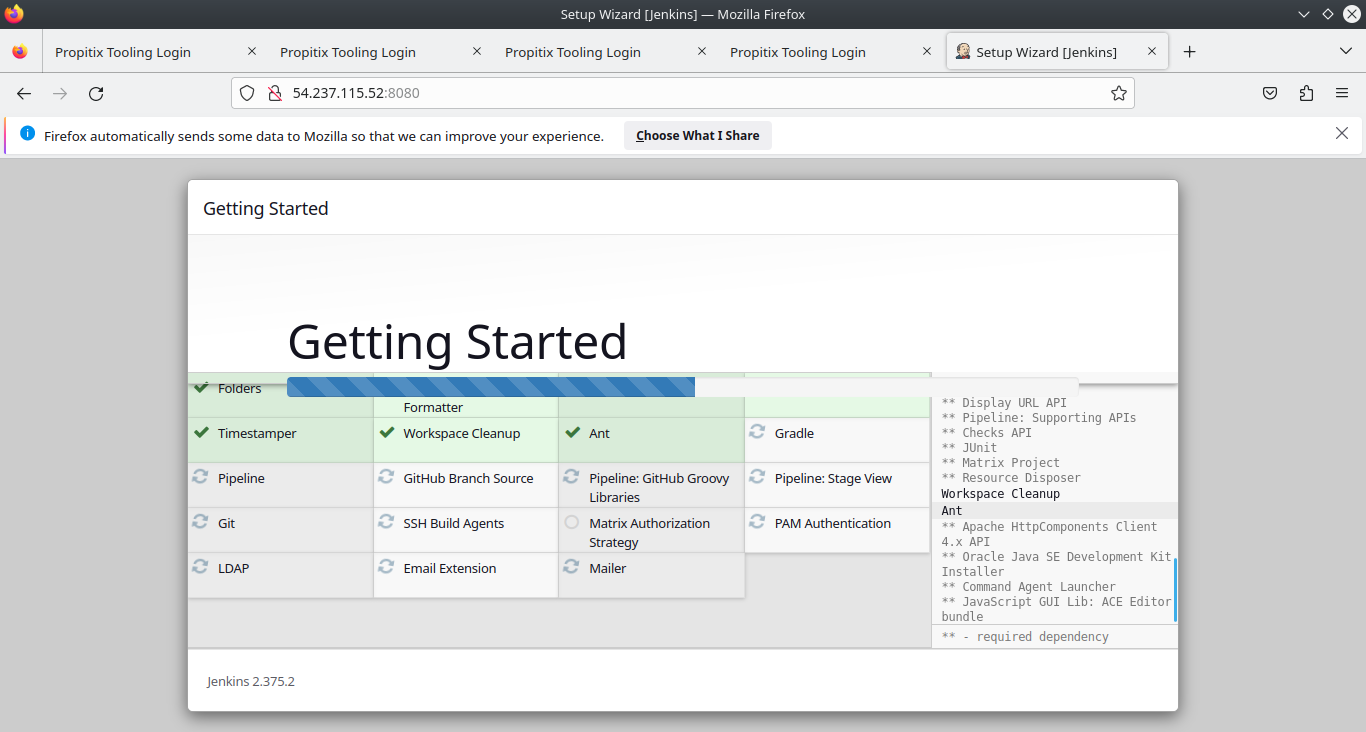 Setup Wizard [Jenkins] — Mozilla Firefox
Propitix Tooling Login
Propitix Tooling Login
Propitix Tooling Login
Propitix Tooling Login
Setup Wizard [Jenkins]
54.237.115.52:8080
Firefox automatically sends some data to Mozilla so that we can improve your experience.
Choose What I Share
Getting Started
Getting Started
Folders
Formatter
Timestamper
Workspace Cleanup
Ant
Gradle
Pipeline
GitHub Branch Source
Pipeline: GitHub Groovy
Libraries
Pipeline: Stage View
Git
SSH Build Agents
Matrix Authorization
Strategy
PAM Authentication
LDAP
Email Extension
Mailer
** Display URL API
** Pipeline: Supporting APIs
** Checks API
** JUnit
** Matrix Project
** Resource Disposer
Workspace Cleanup
Ant
** Apache HttpComponents Client
4.x API
** Oracle Java SE Development Kit
Installer
** Command Agent Launcher
** JavaScript GUI Lib: ACE Editor
bundle
** - required dependency
Jenkins 2.375.2